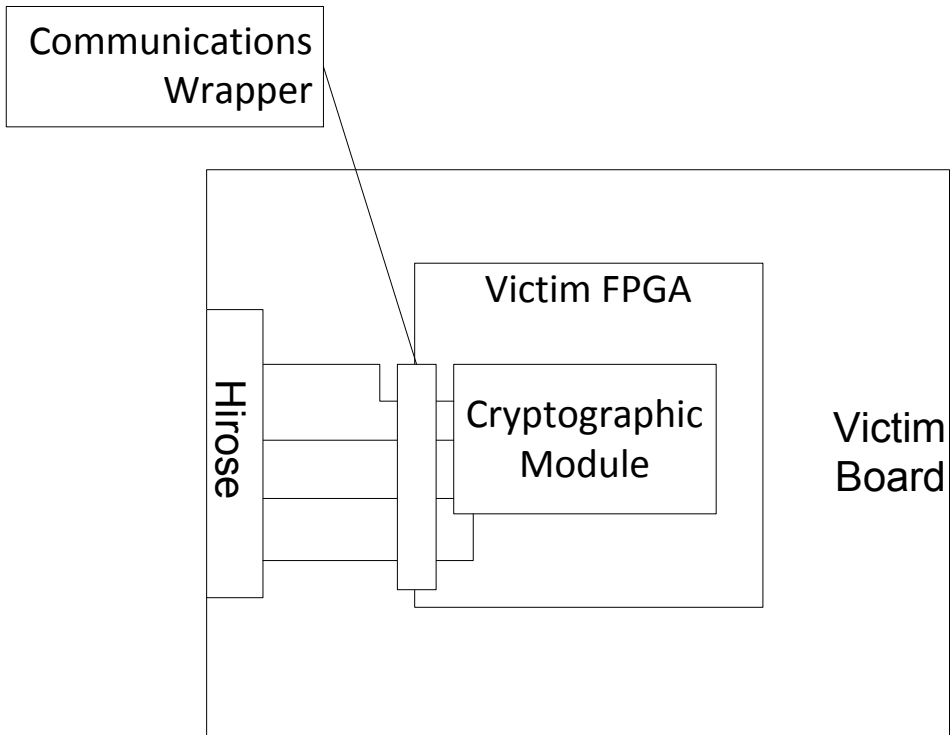 Communications
Wrapper
Victim FPGA
Hirose
Cryptographic
Module
Victim
Board